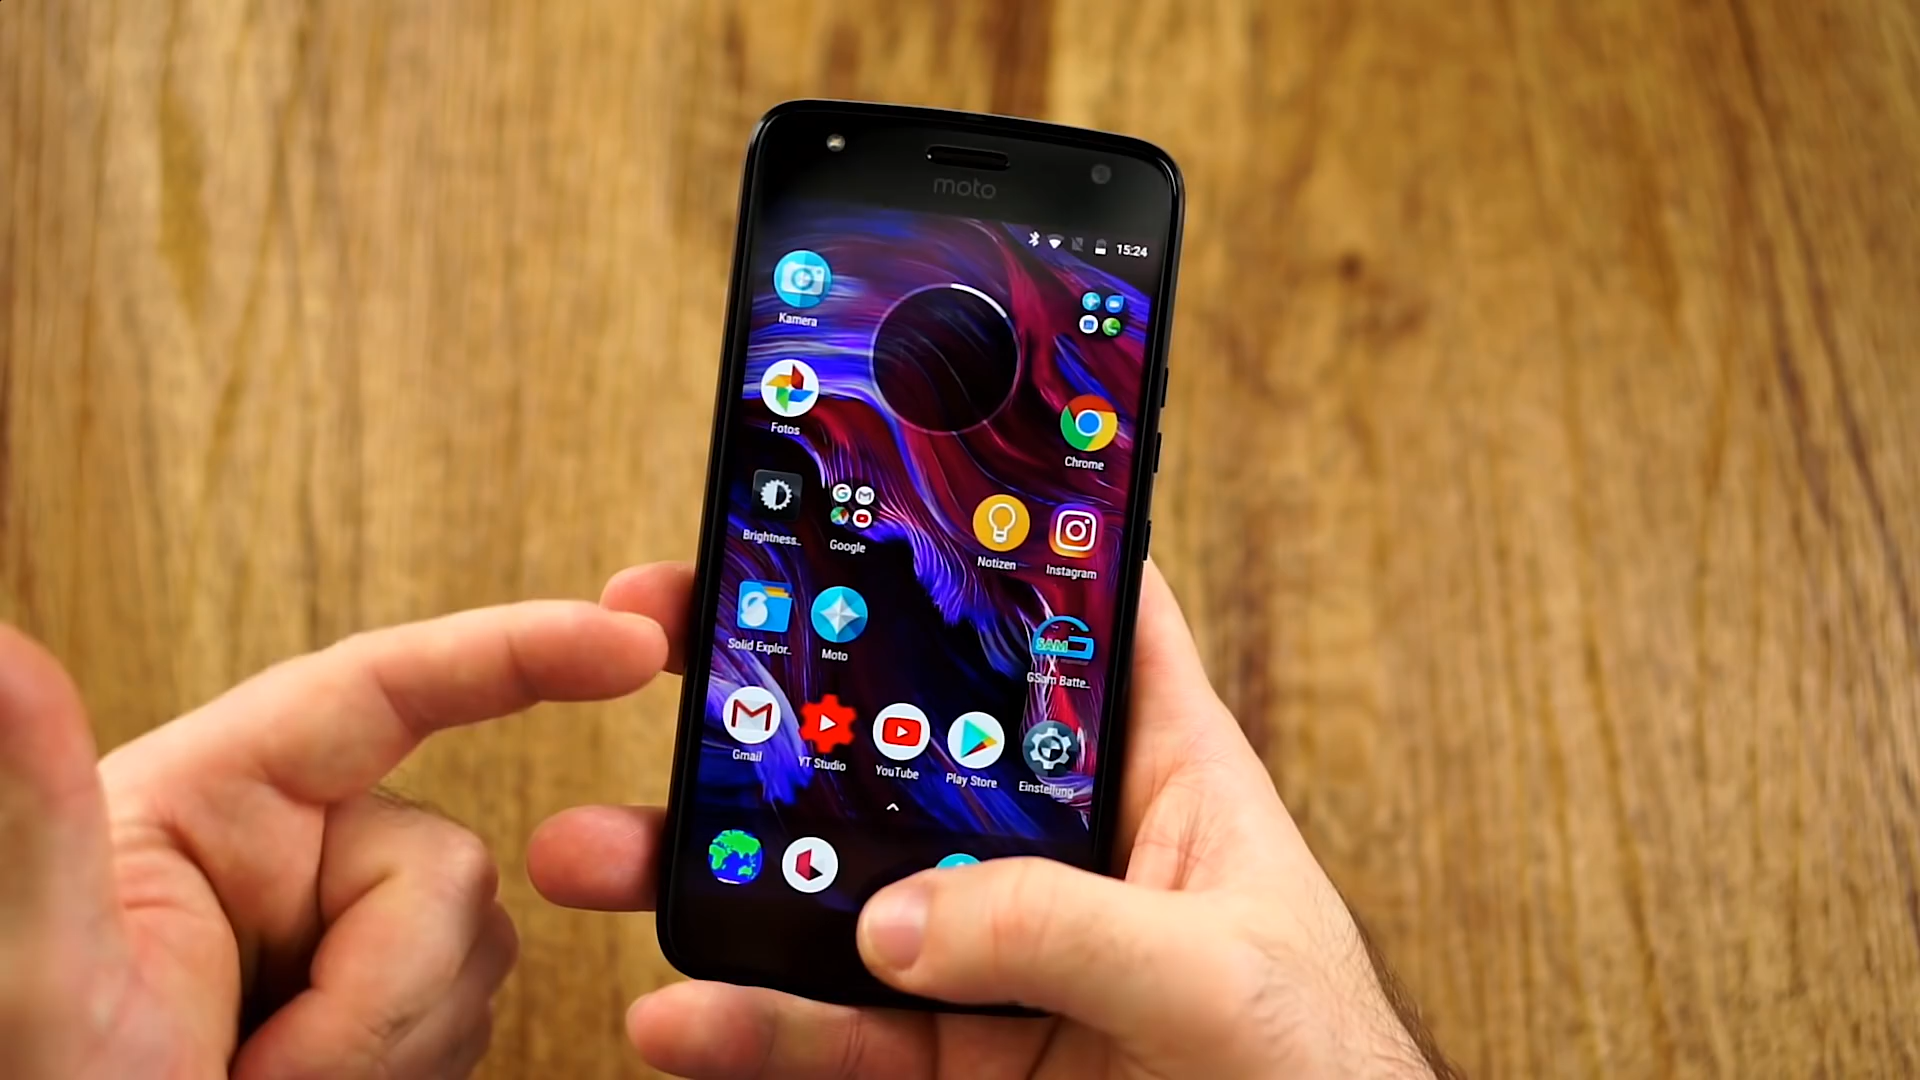 moto
15:24
Kamera
Fotos
Chrome
Brightness..
Google
Notizen
Instagram
Solid Explor..
Moto
SAM
GSam Batte..
Gmail
YT Studio
YouTube
Play Store
Einstellung